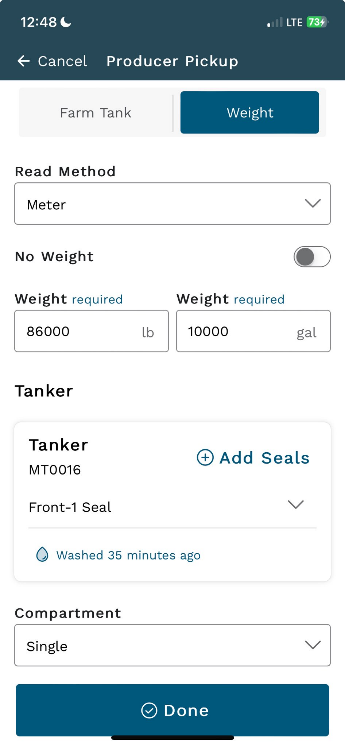 12:48
LTE 73
Cancel Producer Pickup
Farm Tank Weight
Read Method
Meter
No Weight
Weight required Weight required
86000 lb 10000 gal
Tanker
Tanker
MT0016
Add Seals
Front-1 Seal
Washed 35 minutes ago
Compartment
Single
Done